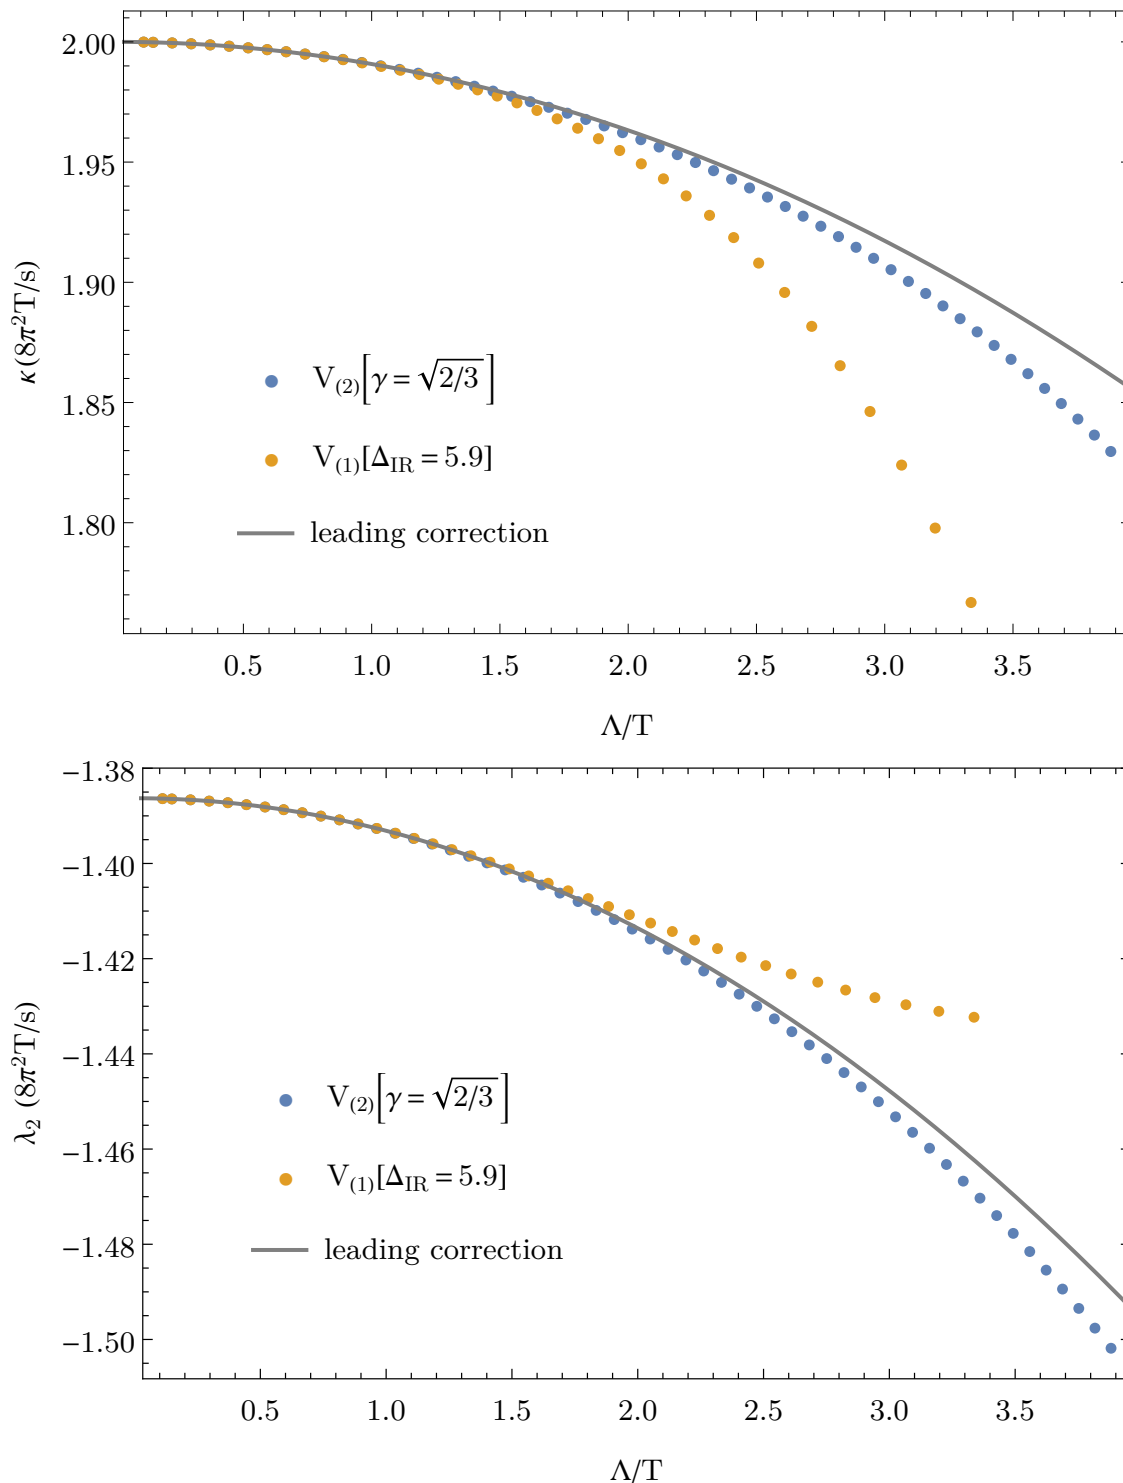 2.00
1.95
1.90
1.85
1.80
κ(8π²T/s)
V(2)[γ = √2/3]
V(1)[ΔIR = 5.9]
leading correction
0.5 1.0 1.5 2.0 2.5 3.0 3.5
Λ/T
−1.38
−1.40
−1.42
−1.44
−1.46
−1.48
−1.50
λ₂ (8π²T/s)
V(2)[γ = √2/3]
V(1)[ΔIR = 5.9]
leading correction
0.5 1.0 1.5 2.0 2.5 3.0 3.5
Λ/T